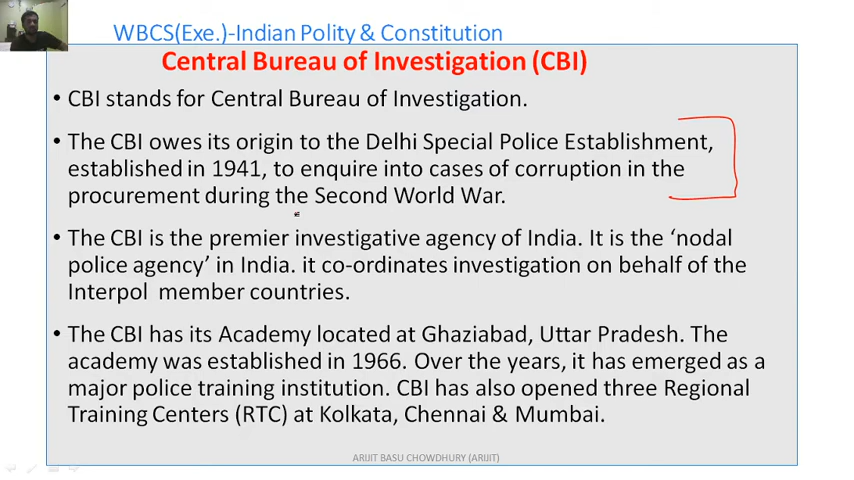 WBCS(Exe.)-Indian Polity & Constitution
Central Bureau of Investigation (CBI)
• CBI stands for Central Bureau of Investigation.
• The CBI owes its origin to the Delhi Special Police Establishment,
established in 1941, to enquire into cases of corruption in the
procurement during the Second World War.
• The CBI is the premier investigative agency of India. It is the ‘nodal
police agency’ in India. it co-ordinates investigation on behalf of the
Interpol member countries.
• The CBI has its Academy located at Ghaziabad, Uttar Pradesh. The
academy was established in 1966. Over the years, it has emerged as a
major police training institution. CBI has also opened three Regional
Training Centers (RTC) at Kolkata, Chennai & Mumbai.
ARIJIT BASU CHOWDHURY (ARIJIT)